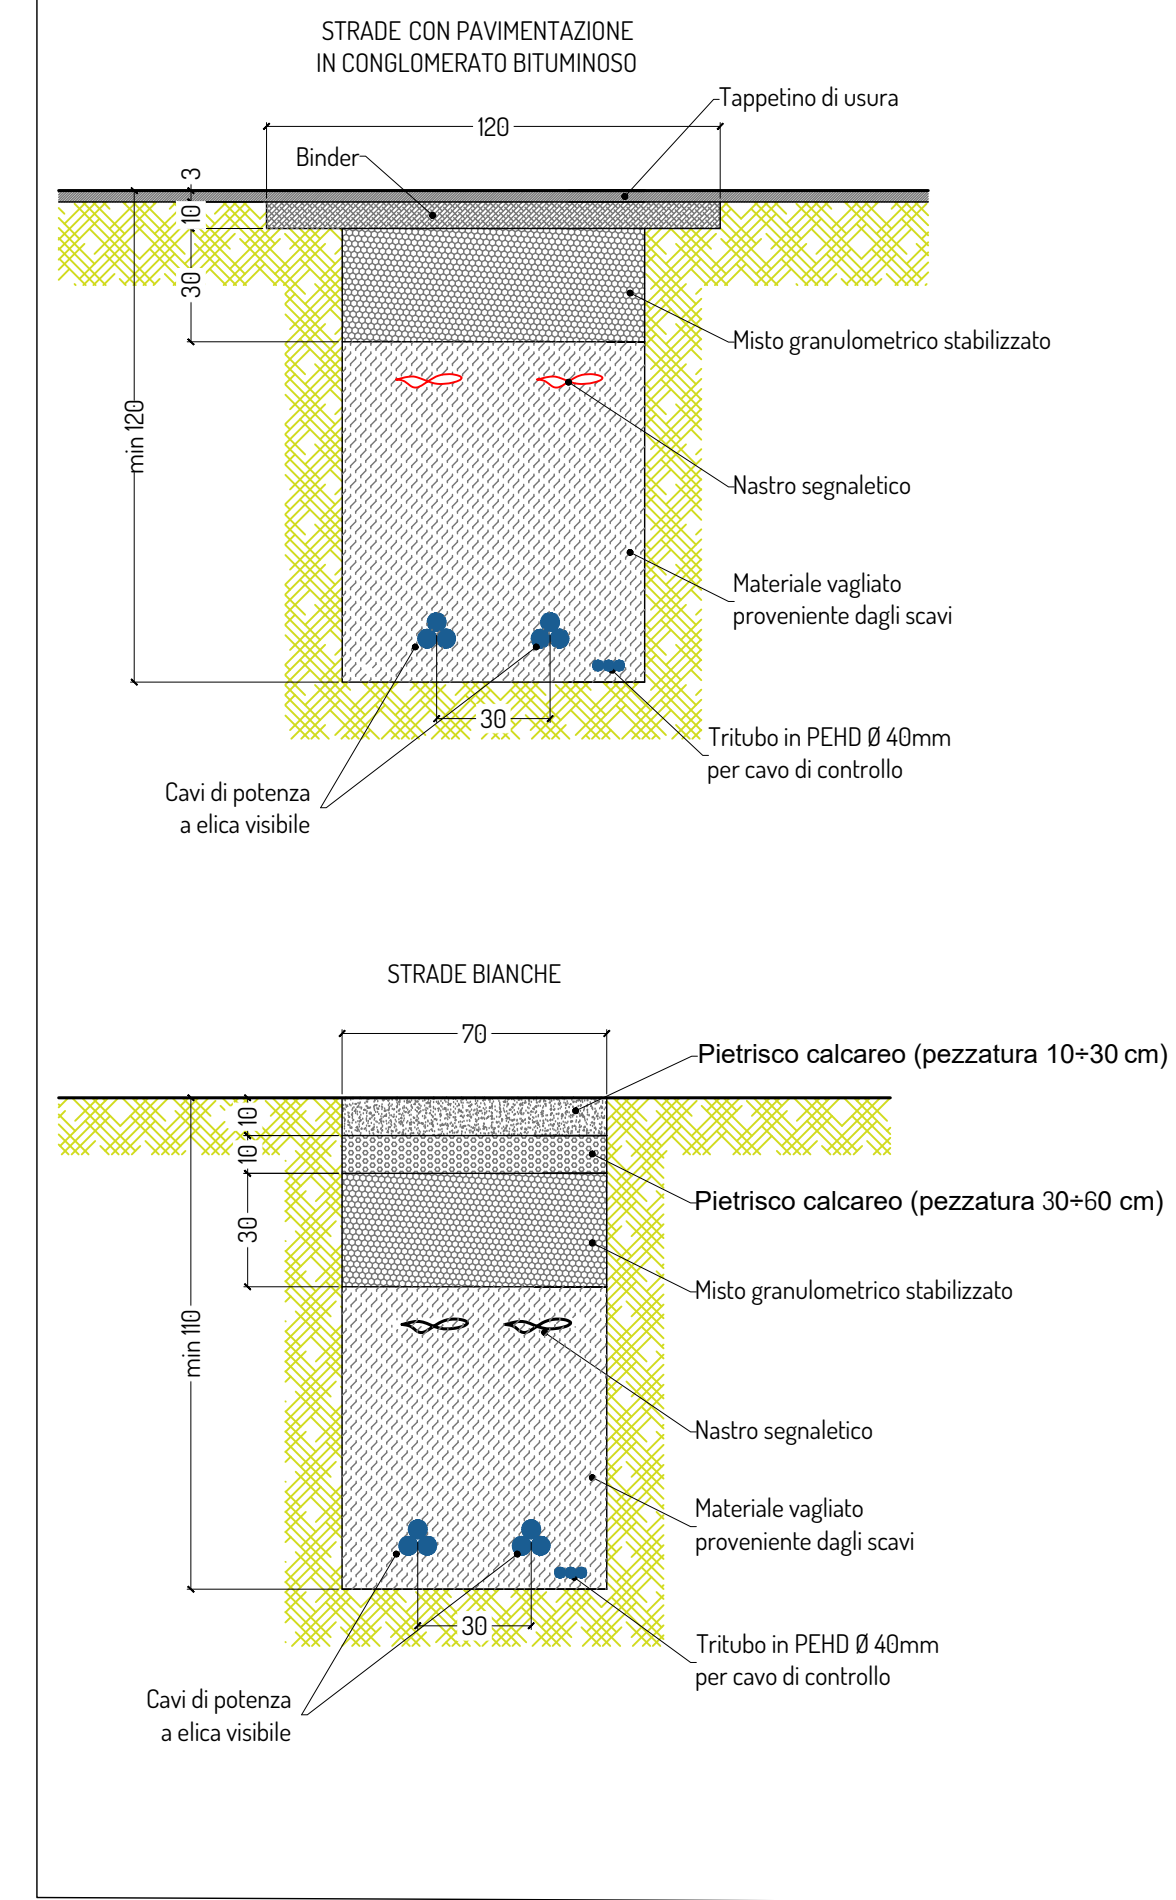 STRADE CON PAVIMENTAZIONE
IN CONGLOMERATO BITUMINOSO
Tappetino di usura
120
Binder
3
10
30
Misto granulometrico stabilizzato
min 120
Nastro segnaletico
Materiale vagliato
proveniente dagli scavi
30
Tritubo in PEHD Ø 40mm
per cavo di controllo
Cavi di potenza
a elica visibile
STRADE BIANCHE
70
Pietrisco calcareo (pezzatura 10÷30 cm)
10
10
Pietrisco calcareo (pezzatura 30÷60 cm)
30
Misto granulometrico stabilizzato
min 110
Nastro segnaletico
Materiale vagliato
proveniente dagli scavi
30
Tritubo in PEHD Ø 40mm
per cavo di controllo
Cavi di potenza
a elica visibile